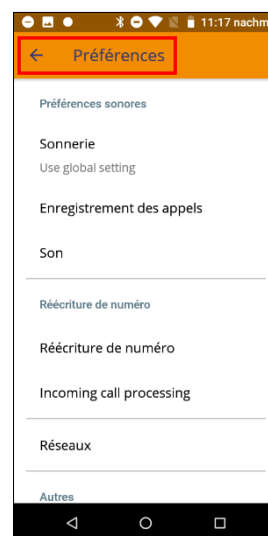 11:17 nachm
Préférences
Préférences sonores
Sonnerie
Use global setting
Enregistrement des appels
Son
Réécriture de numéro
Réécriture de numéro
Incoming call processing
Réseaux
Autres